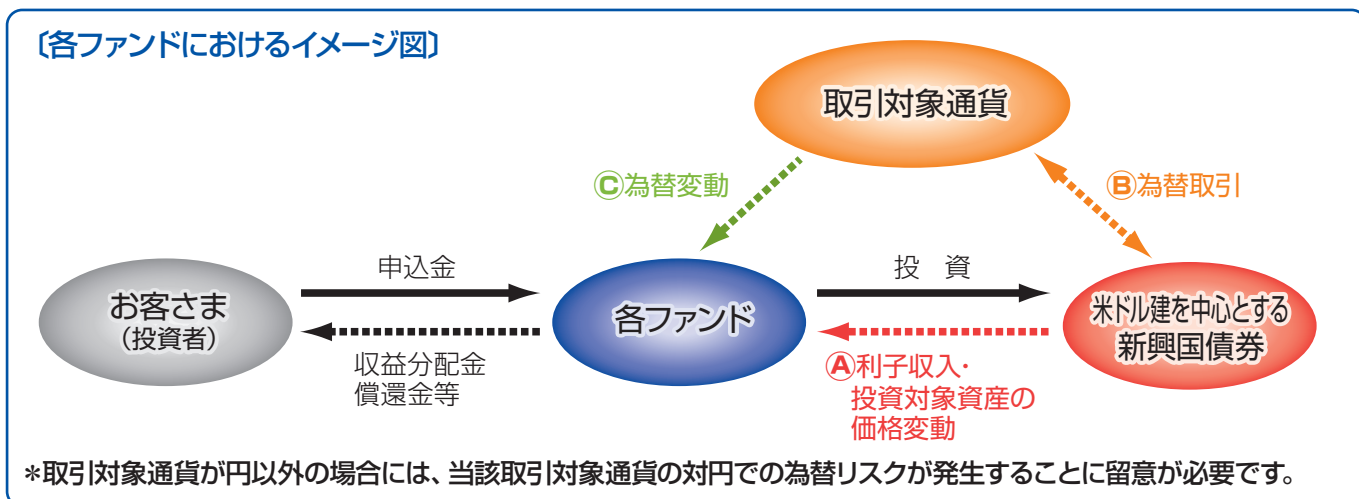 〔各ファンドにおけるイメージ図〕
取引対象通貨
Ⓒ為替変動
Ⓑ為替取引
申込金
投　資
お客さま
(投資者)
各ファンド
米ドル建を中心とする
新興国債券
収益分配金
償還金等
Ⓐ利子収入・
投資対象資産の
価格変動
*取引対象通貨が円以外の場合には、当該取引対象通貨の対円での為替リスクが発生することに留意が必要です。